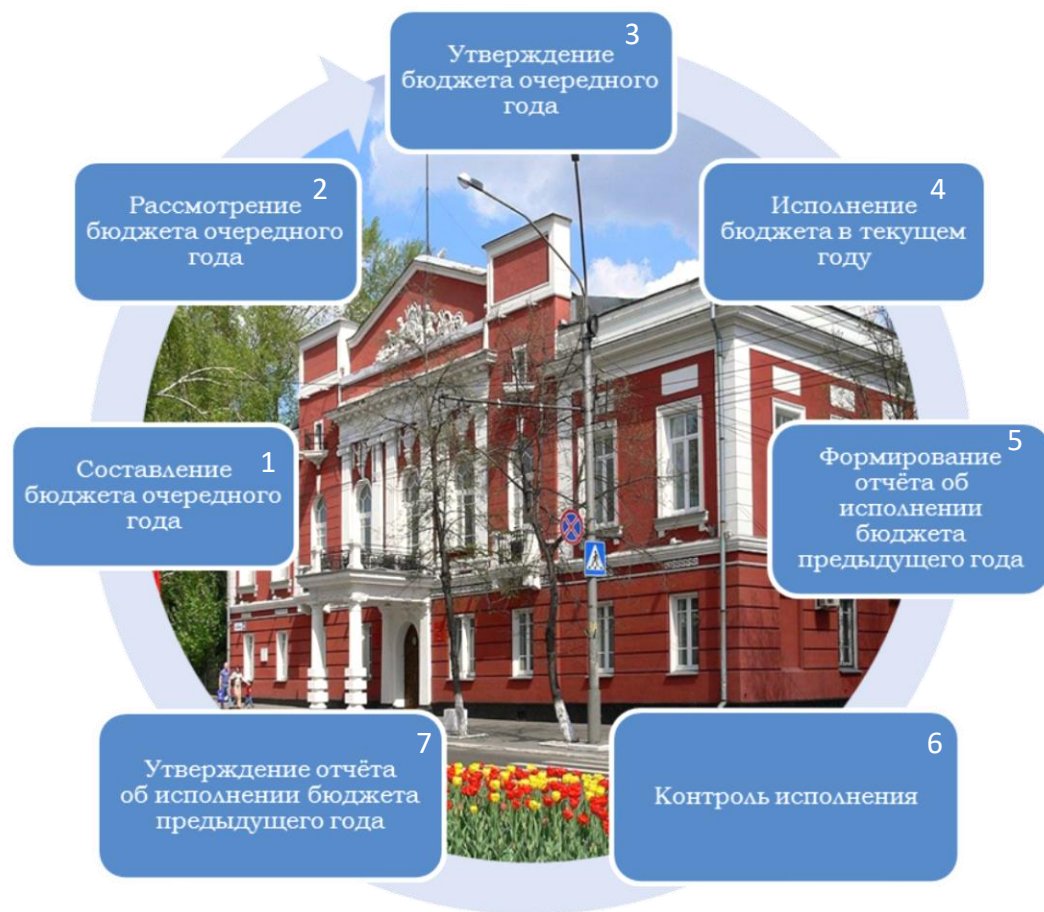 3
Утверждение
бюджета очередного
года
2
Рассмотрение
бюджета очередного
года
4
Исполнение
бюджета в текущем
году
1
Составление
бюджета очередного
года
5
Формирование
отчёта об
исполнении
бюджета
предыдущего года
7
Утверждение отчёта
об исполнении бюджета
предыдущего года
6
Контроль исполнения